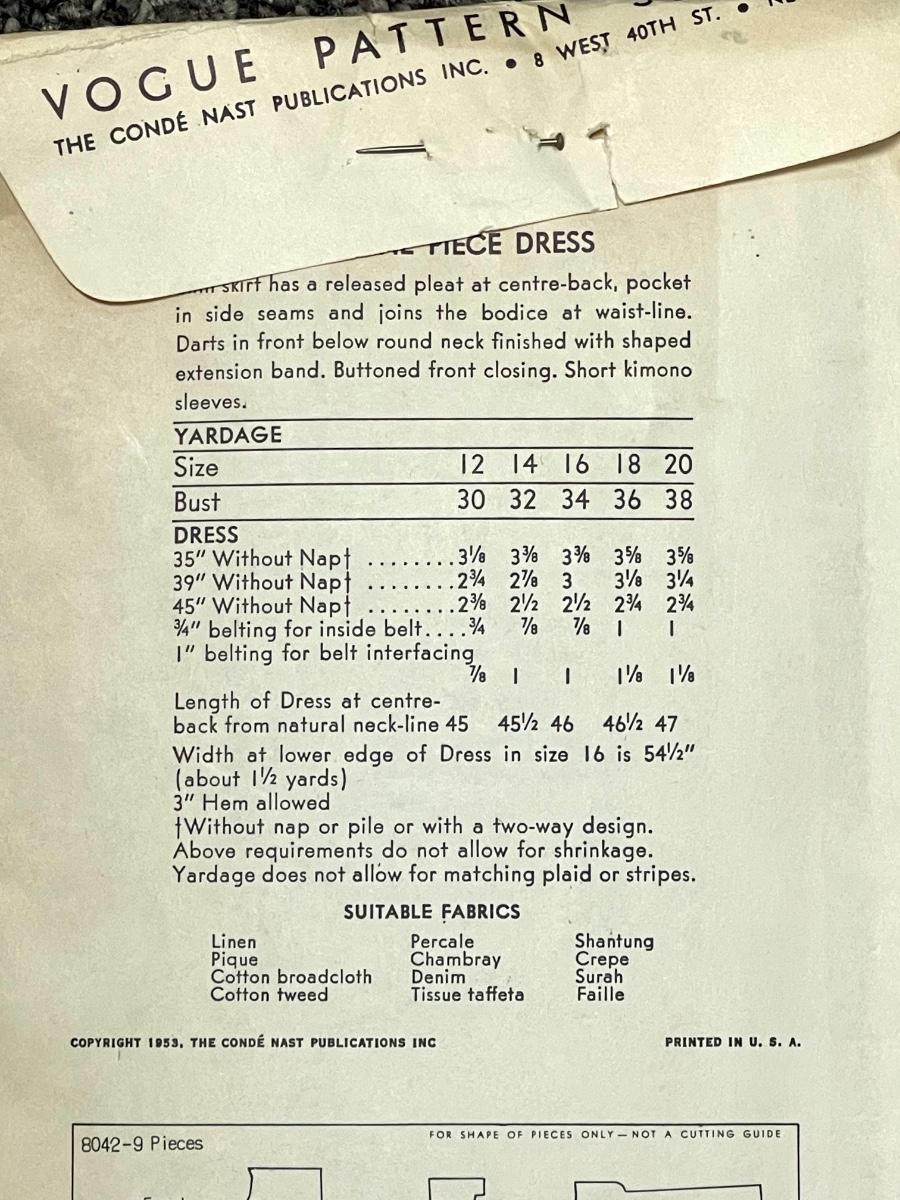 VOGUE PATTERN
THE CONDÉ NAST PUBLICATIONS INC. • 8 WEST 40TH ST. •
PIECE DRESS
skirt has a released pleat at centre-back, pocket
in side seams and joins the bodice at waist-line.
Darts in front below round neck finished with shaped
extension band. Buttoned front closing. Short kimono
sleeves.
YARDAGE
Size 12 14 16 18 20
Bust 30 32 34 36 38
DRESS
35" Without Nap† ........3⅛ 3⅜ 3⅜ 3⅝ 3⅝
39" Without Nap† ........2¾ 2⅞ 3 3⅛ 3¼
45" Without Nap† ........2⅜ 2½ 2½ 2¾ 2¾
¾" belting for inside belt....¾ ⅞ ⅞ 1 1
1" belting for belt interfacing
⅞ 1 1 1⅛ 1⅛
Length of Dress at centre-
back from natural neck-line 45 45½ 46 46½ 47
Width at lower edge of Dress in size 16 is 54½"
(about 1½ yards)
3" Hem allowed
†Without nap or pile or with a two-way design.
Above requirements do not allow for shrinkage.
Yardage does not allow for matching plaid or stripes.
SUITABLE FABRICS
Linen Percale Shantung
Pique Chambray Crepe
Cotton broadcloth Denim Surah
Cotton tweed Tissue taffeta Faille
COPYRIGHT 1953, THE CONDÉ NAST PUBLICATIONS INC PRINTED IN U. S. A.
8042-9 Pieces FOR SHAPE OF PIECES ONLY—NOT A CUTTING GUIDE